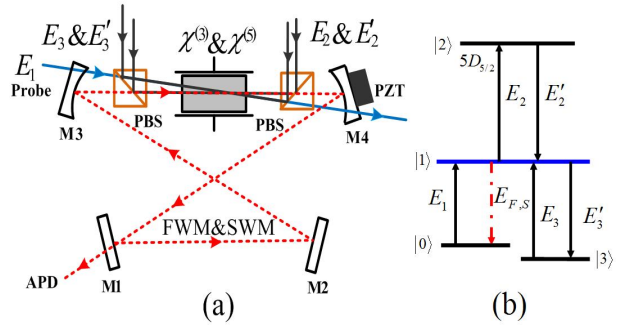 E₃ & E₃′
χ⁽³⁾ & χ⁽⁵⁾
E₂ & E₂′
E₁
Probe
PZT
M3
PBS
PBS
M4
FWM&SWM
APD
M1
M2
(a)
|2⟩
5D₅/₂
E₂
E₂′
|1⟩
E₁
E_F,S
E₃
E₃′
|0⟩
|3⟩
(b)